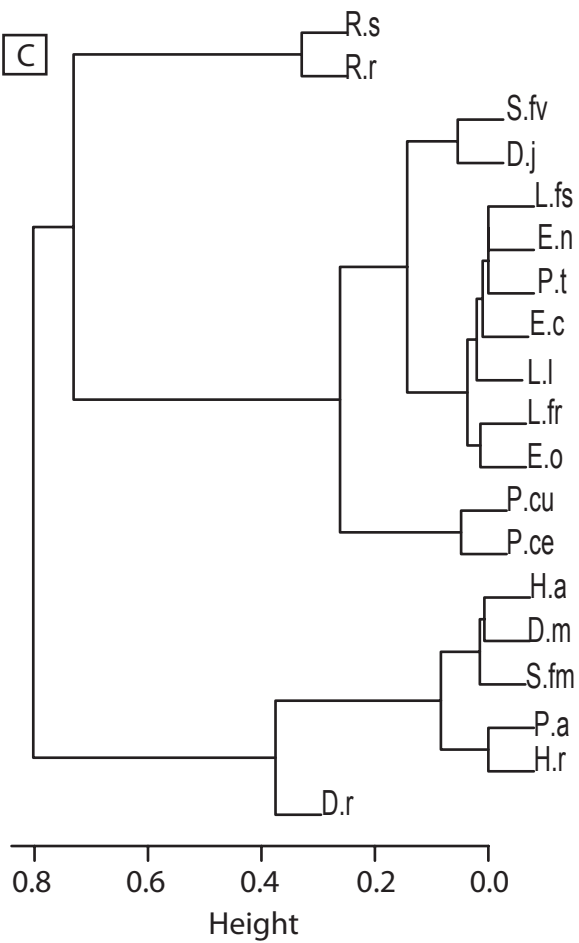 C
R.s
R.r
S.fv
D.j
L.fs
E.n
P.t
E.c
L.l
L.fr
E.o
P.cu
P.ce
H.a
D.m
S.fm
P.a
H.r
D.r
0.8 0.6 0.4 0.2 0.0
Height